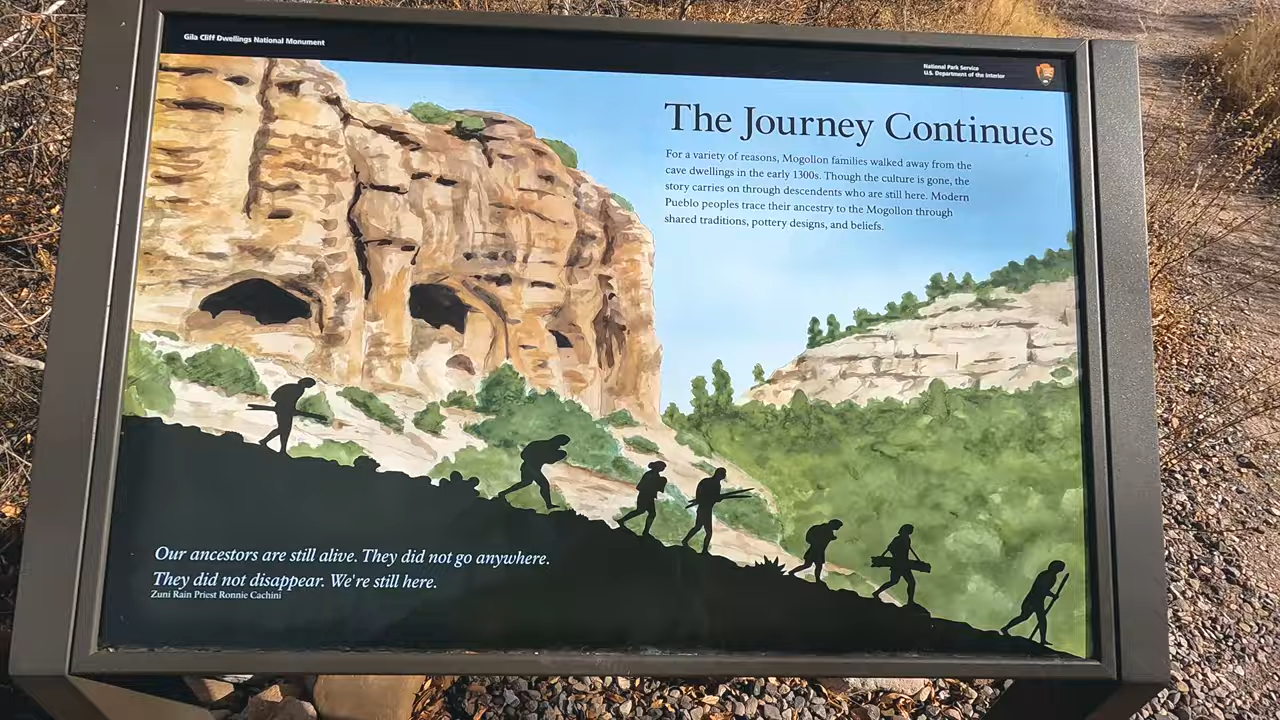 Gila Cliff Dwellings National Monument
National Park Service
U.S. Department of the Interior
The Journey Continues
For a variety of reasons, Mogollon families walked away from the
cave dwellings in the early 1300s. Though the culture is gone, the
story carries on through descendents who are still here. Modern
Pueblo peoples trace their ancestry to the Mogollon through
shared traditions, pottery designs, and beliefs.
Our ancestors are still alive. They did not go anywhere.
They did not disappear. We're still here.
Zuni Rain Priest Ronnie Cachini